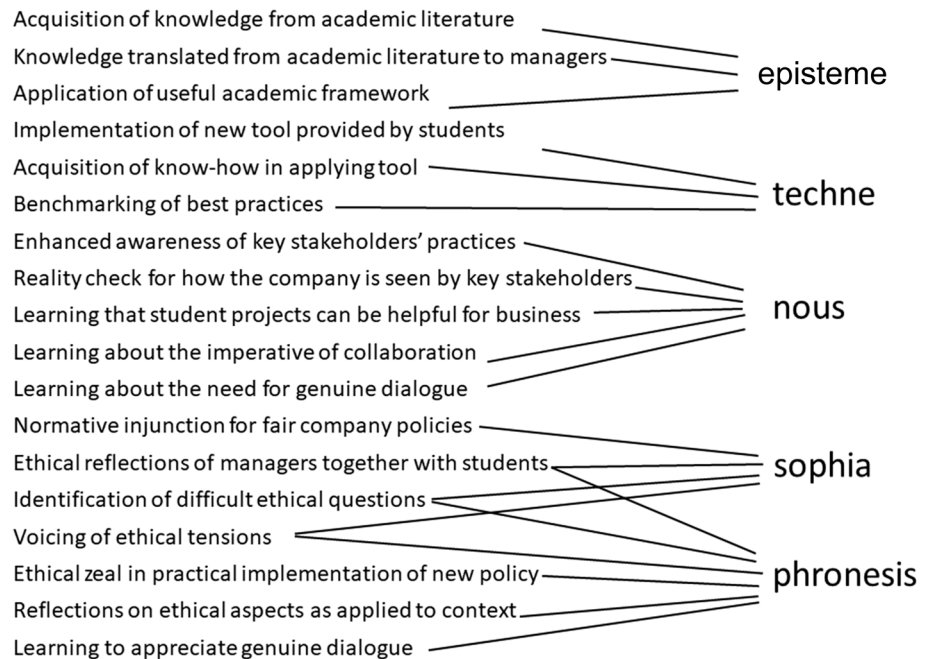 Acquisition of knowledge from academic literature
Knowledge translated from academic literature to managers
episteme
Application of useful academic framework
Implementation of new tool provided by students
Acquisition of know-how in applying tool
techne
Benchmarking of best practices
Enhanced awareness of key stakeholders’ practices
Reality check for how the company is seen by key stakeholders
nous
Learning that student projects can be helpful for business
Learning about the imperative of collaboration
Learning about the need for genuine dialogue
Normative injunction for fair company policies
Ethical reflections of managers together with students
sophia
Identification of difficult ethical questions
Voicing of ethical tensions
Ethical zeal in practical implementation of new policy
phronesis
Reflections on ethical aspects as applied to context
Learning to appreciate genuine dialogue